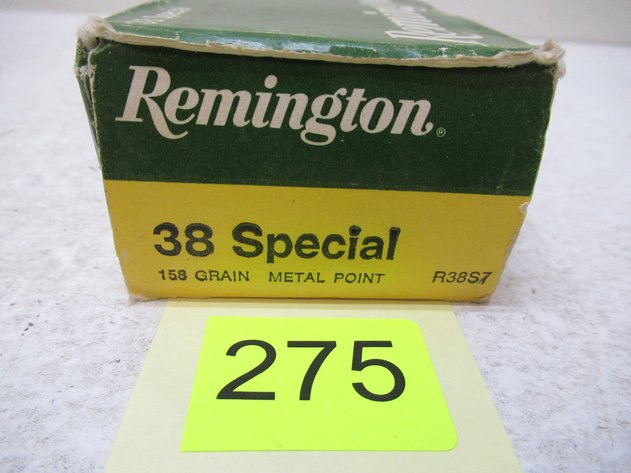 Remington®
38 Special
158 GRAIN METAL POINT R38S7
275